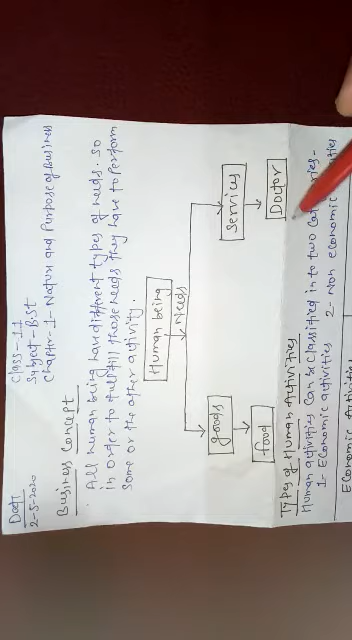 Date
2-5-2020
Class-11
Subject-B.St
Chapter-1- Nature and Purpose of Business
Business Concept
All human being have different types of needs. So
in order to fulfill those needs they have to perform
some or the other activity.
Human being
Needs
goods
Services
food
Doctor
Types of Human Activities
Human activities can be classified in to two
1- Economic activities 2- Non economic
Economic Activities